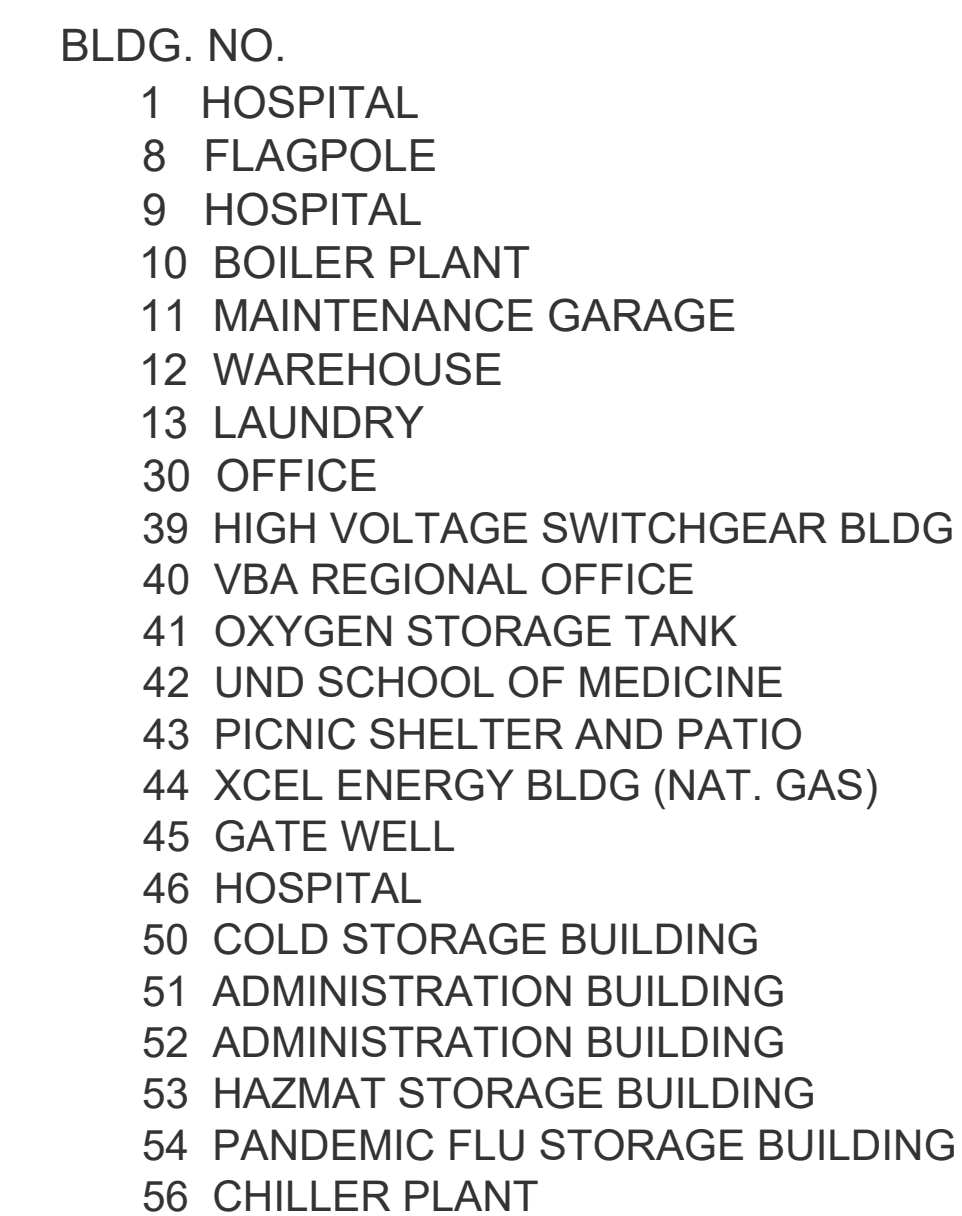 BLDG. NO.
1 HOSPITAL
8 FLAGPOLE
9 HOSPITAL
10 BOILER PLANT
11 MAINTENANCE GARAGE
12 WAREHOUSE
13 LAUNDRY
30 OFFICE
39 HIGH VOLTAGE SWITCHGEAR BLDG
40 VBA REGIONAL OFFICE
41 OXYGEN STORAGE TANK
42 UND SCHOOL OF MEDICINE
43 PICNIC SHELTER AND PATIO
44 XCEL ENERGY BLDG (NAT. GAS)
45 GATE WELL
46 HOSPITAL
50 COLD STORAGE BUILDING
51 ADMINISTRATION BUILDING
52 ADMINISTRATION BUILDING
53 HAZMAT STORAGE BUILDING
54 PANDEMIC FLU STORAGE BUILDING
56 CHILLER PLANT